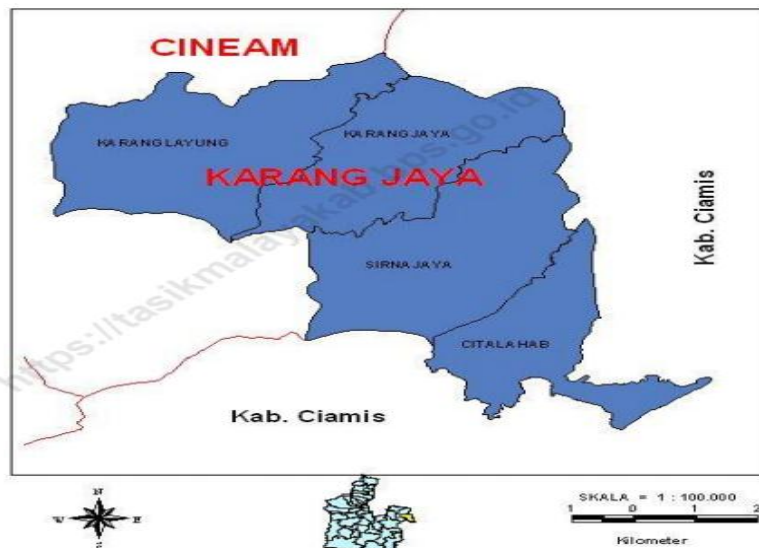 CINEAM
KARANGLAYUNG
KARANGJAYA
KARANG JAYA
Kab. Ciamis
SIRNAJAYA
CITALAHAB
https://tasikmalayakab.bps.go.id
Kab. Ciamis
N
W E
S
SKALA = 1 : 100.000
1 0 1 2
Kilometer